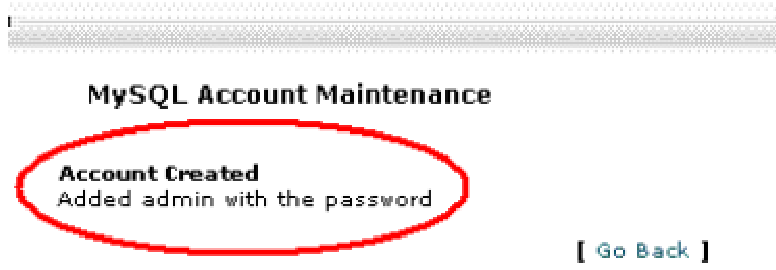 MySQL Account Maintenance
Account Created
Added admin with the password
[ Go Back ]